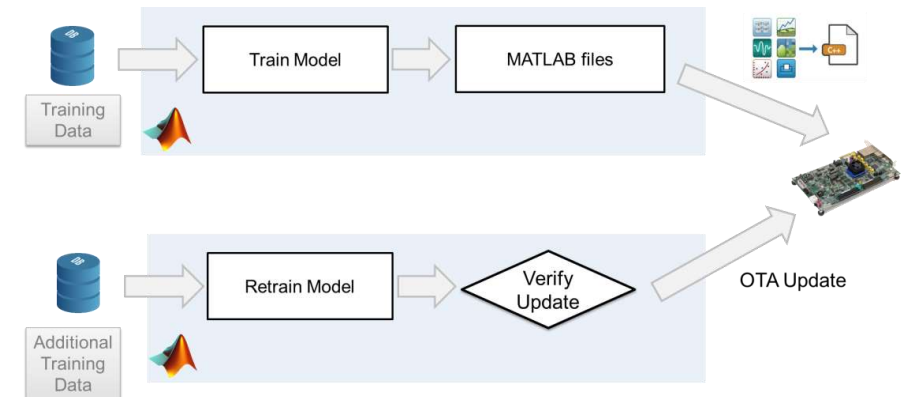 Training
Data
Train Model
MATLAB files
C++
Additional
Training
Data
Retrain Model
Verify
Update
OTA Update